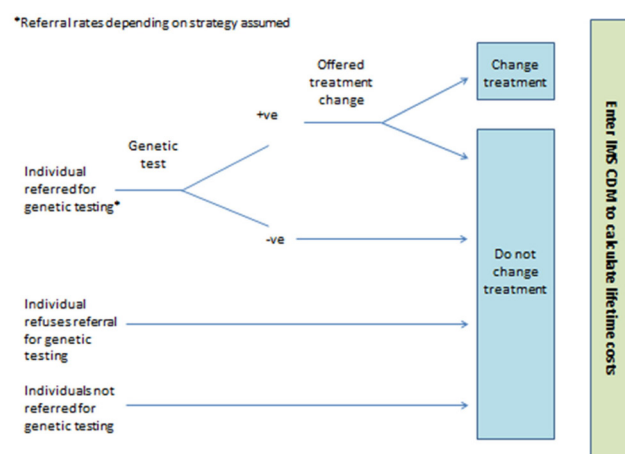 *Referral rates depending on strategy assumed
Offered
treatment
change
Change
treatment
+ve
Genetic
test
Individual
referred for
genetic testing*
-ve
Do not
change
treatment
Individual
refuses referral
for genetic
testing
Individuals not
referred for
genetic testing
Enter IMS CDM to calculate lifetime costs